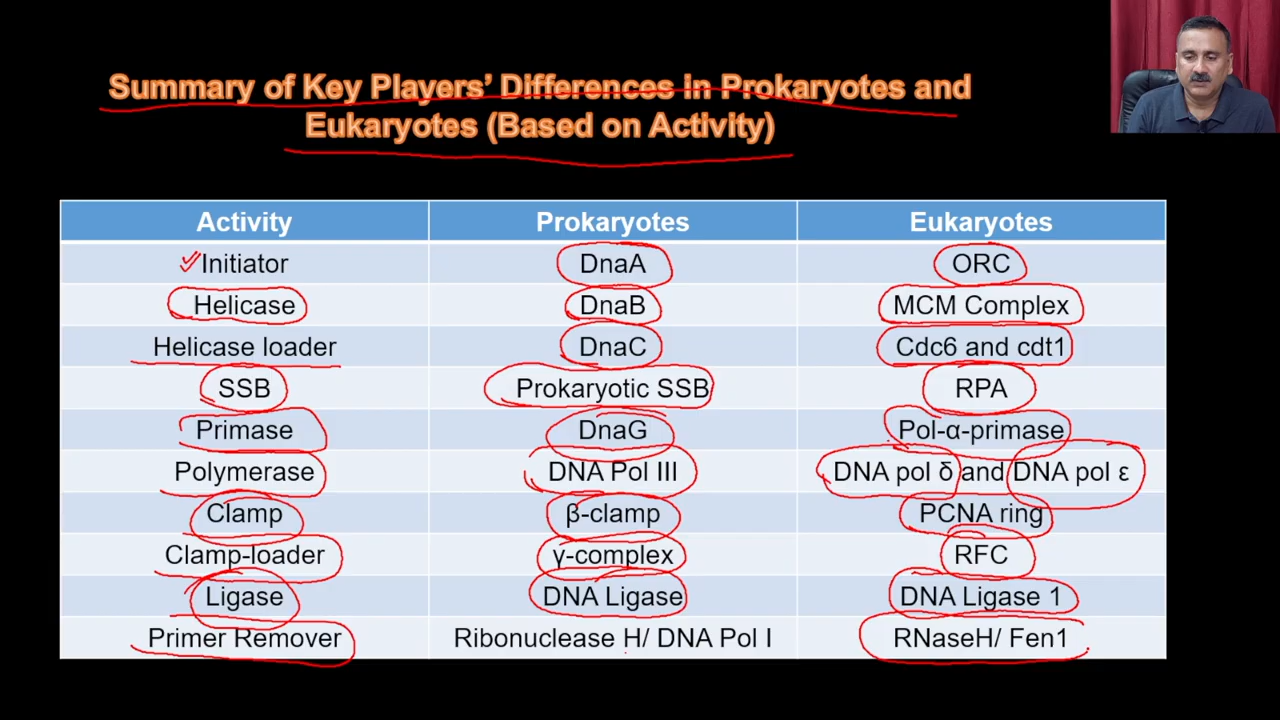 Summary of Key Players' Differences in Prokaryotes and
Eukaryotes (Based on Activity)
Activity Prokaryotes Eukaryotes
Initiator DnaA ORC
Helicase DnaB MCM Complex
Helicase loader DnaC Cdc6 and cdt1
SSB Prokaryotic SSB RPA
Primase DnaG Pol-α-primase
Polymerase DNA Pol III DNA pol δ and DNA pol ε
Clamp β-clamp PCNA ring
Clamp-loader γ-complex RFC
Ligase DNA Ligase DNA Ligase 1
Primer Remover Ribonuclease H/ DNA Pol I RNaseH/ Fen1